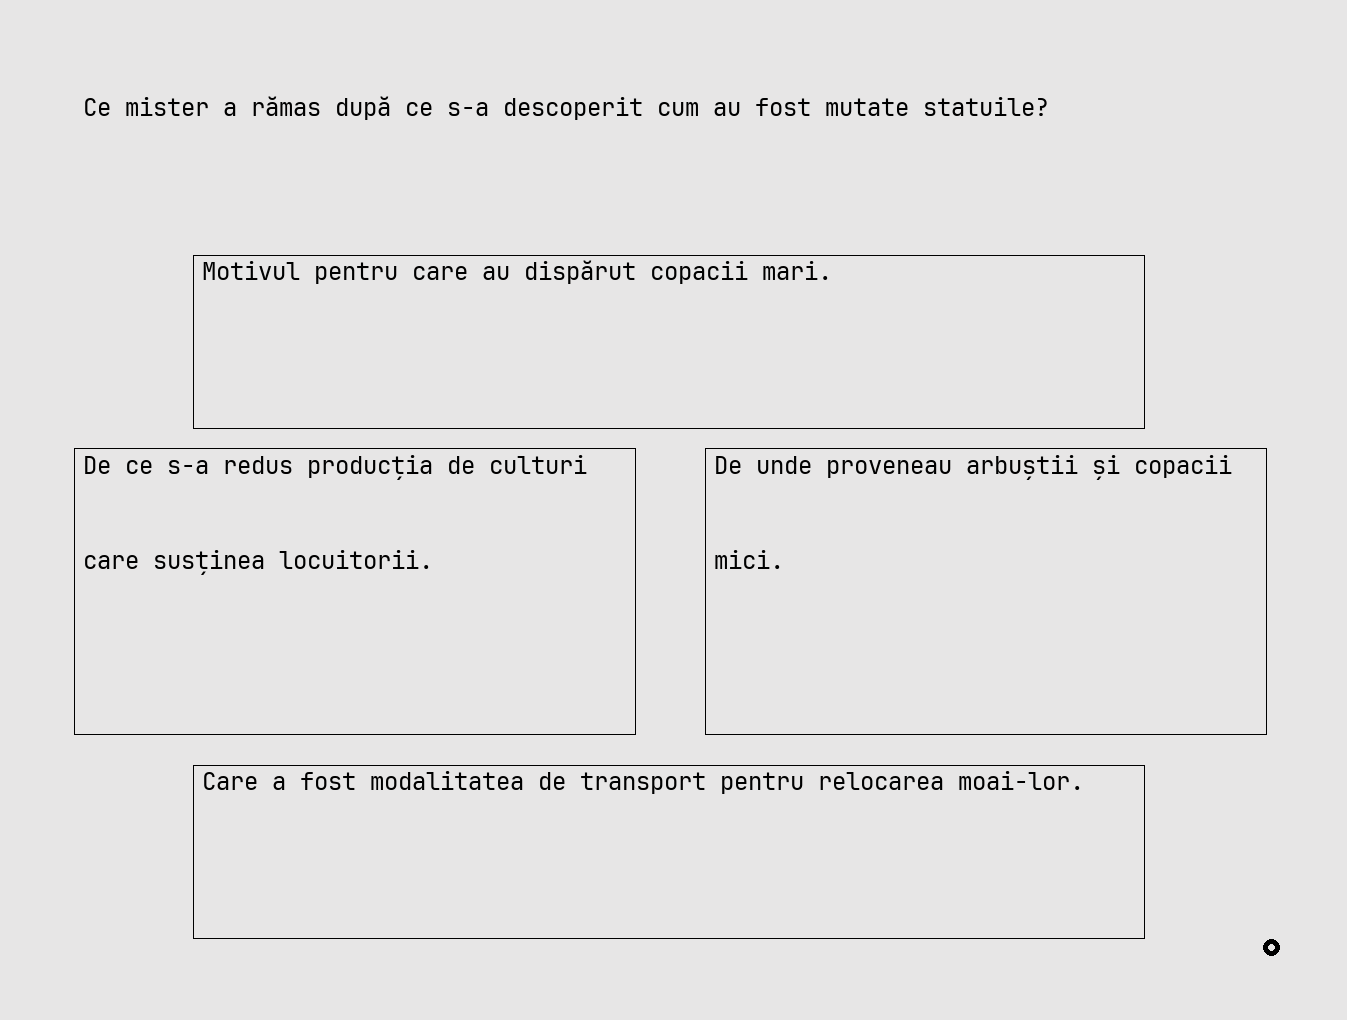 Ce mister a rămas după ce s-a descoperit cum au fost mutate statuile?
Motivul pentru care au dispărut copacii mari.
De ce s-a redus producția de culturi
care susținea locuitorii.
De unde proveneau arbuștii și copacii
mici.
Care a fost modalitatea de transport pentru relocarea moai-lor.